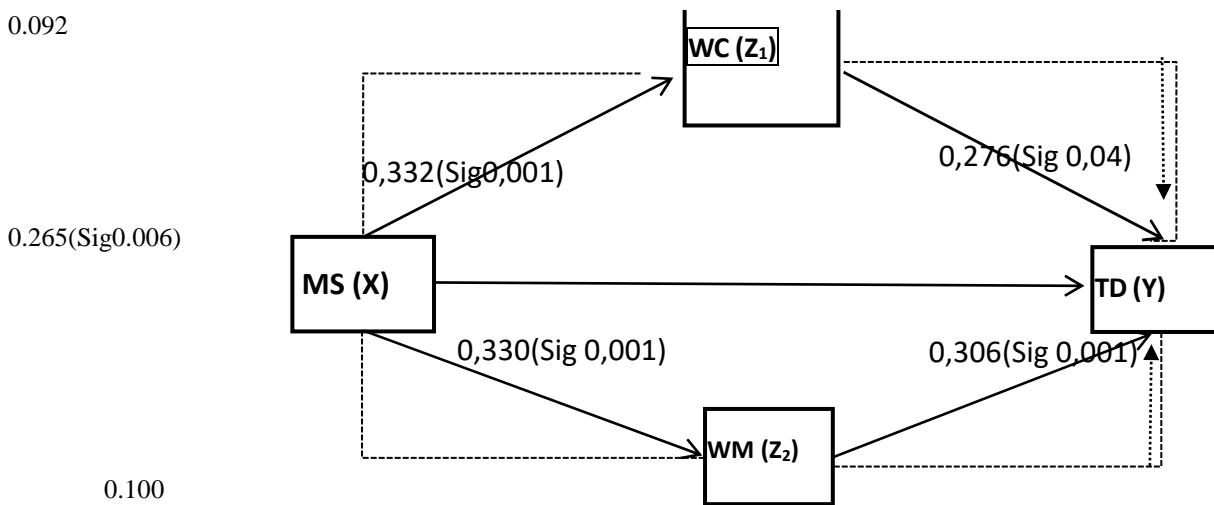 0.092
WC (Z₁)
0,332(Sig0,001)
0,276(Sig 0,04)
0.265(Sig0.006)
MS (X)
TD (Y)
0,330(Sig 0,001)
0,306(Sig 0,001)
WM (Z₂)
0.100